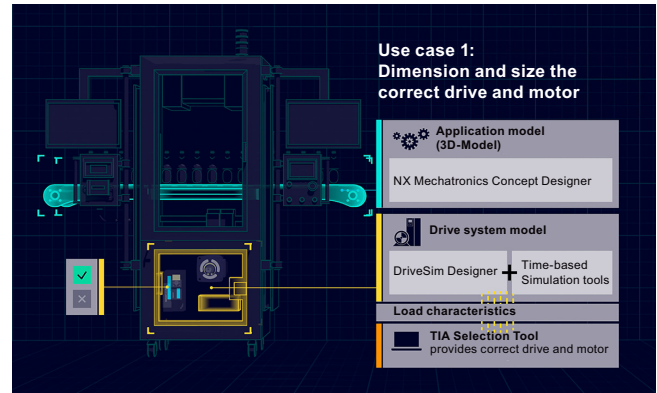 Use case 1:
Dimension and size the
correct drive and motor
Application model
(3D-Model)
NX Mechatronics Concept Designer
Drive system model
DriveSim Designer
+
Time-based
Simulation tools
Load characteristics
TIA Selection Tool
provides correct drive and motor